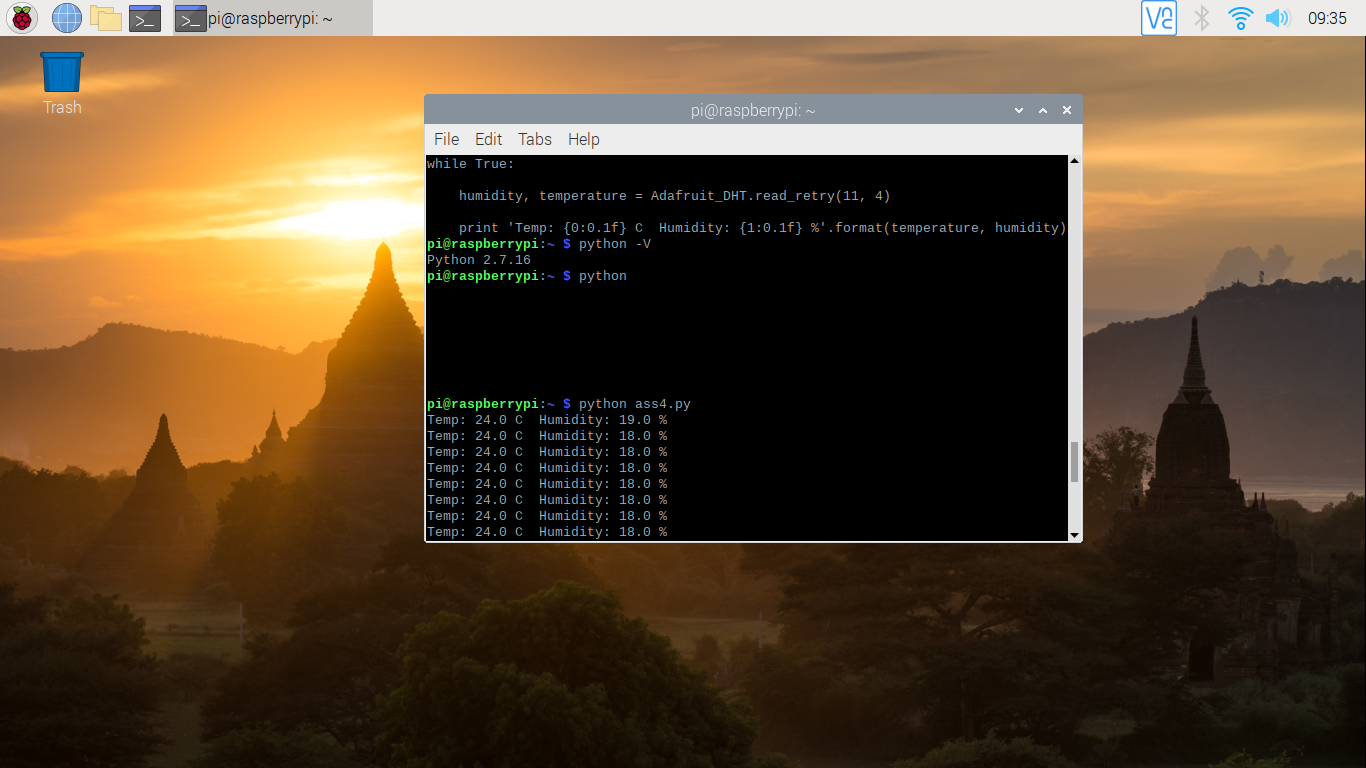 pi@raspberrypi: ~
VNC
09:35
Trash
pi@raspberrypi: ~
File Edit Tabs Help
while True:
    humidity, temperature = Adafruit_DHT.read_retry(11, 4)
    print 'Temp: {0:0.1f} C  Humidity: {1:0.1f} %'.format(temperature, humidity)
pi@raspberrypi:~ $ python -V
Python 2.7.16
pi@raspberrypi:~ $ python
pi@raspberrypi:~ $ python ass4.py
Temp: 24.0 C  Humidity: 19.0 %
Temp: 24.0 C  Humidity: 18.0 %
Temp: 24.0 C  Humidity: 18.0 %
Temp: 24.0 C  Humidity: 18.0 %
Temp: 24.0 C  Humidity: 18.0 %
Temp: 24.0 C  Humidity: 18.0 %
Temp: 24.0 C  Humidity: 18.0 %
Temp: 24.0 C  Humidity: 18.0 %